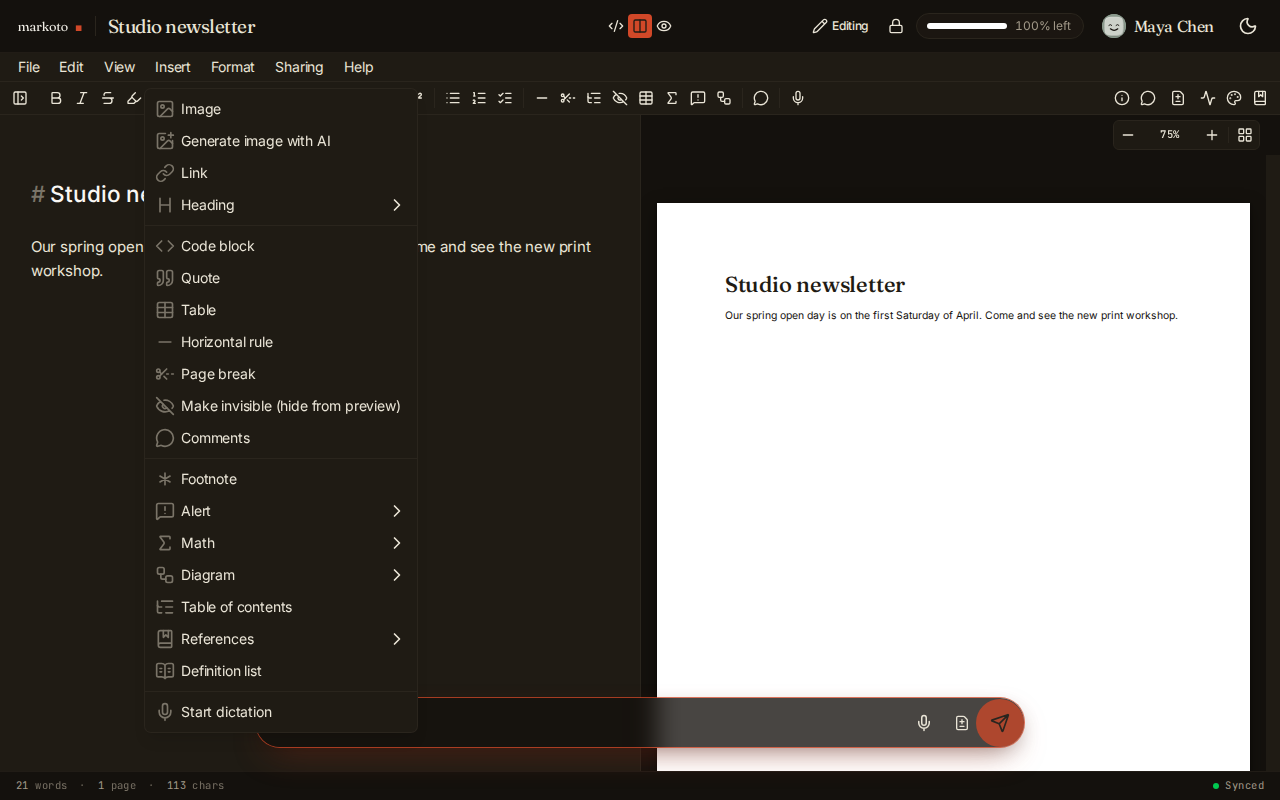 markoto
Studio newsletter
Editing
100% left
Maya Chen
File Edit View Insert Format Sharing Help
75%
Image
Generate image with AI
Link
Heading
Code block
Quote
Table
Horizontal rule
Page break
Make invisible (hide from preview)
Comments
Footnote
Alert
Math
Diagram
Table of contents
References
Definition list
Start dictation
# Studio ne
Our spring open me and see the new print
workshop.
Studio newsletter
Our spring open day is on the first Saturday of April. Come and see the new print workshop.
21 words · 1 page · 113 chars
Synced